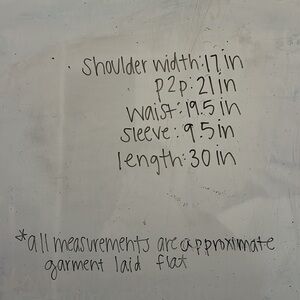 shoulder width: 17 in
p2p: 21 in
waist: 19.5 in
sleeve: 9.5 in
length: 30 in
*all measurements are approximate
garment laid flat